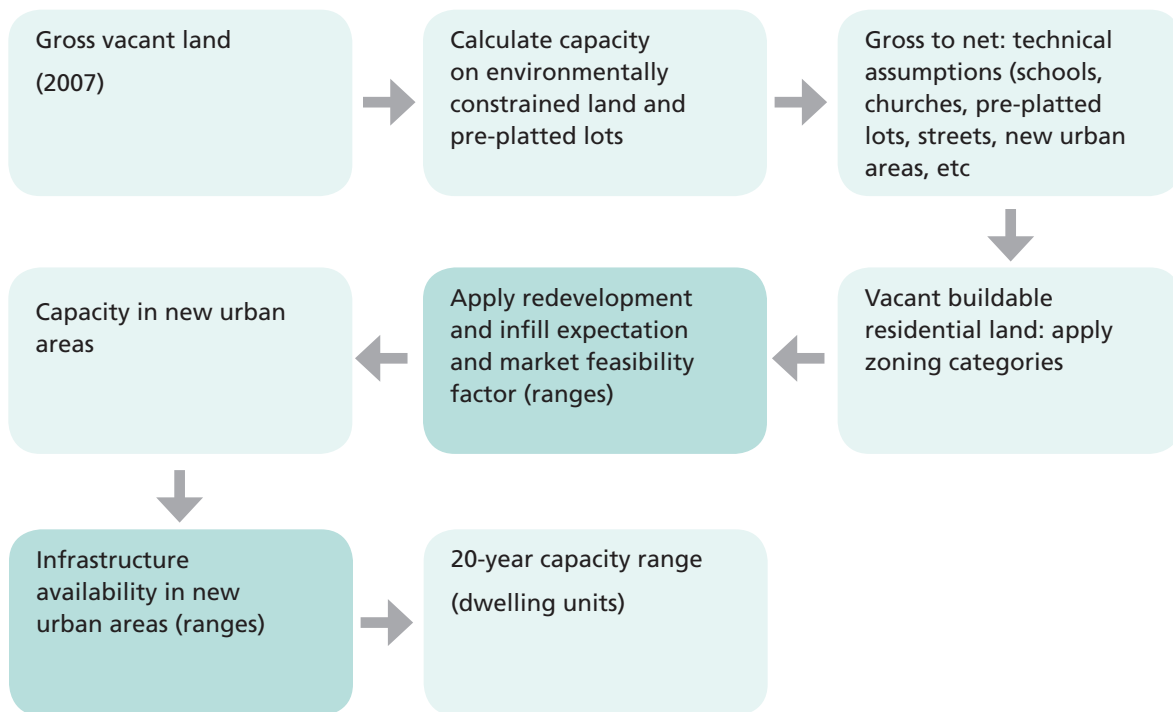 Gross vacant land
(2007)
Calculate capacity
on environmentally
constrained land and
pre-platted lots
Gross to net: technical
assumptions (schools,
churches, pre-platted
lots, streets, new urban
areas, etc
Vacant buildable
residential land: apply
zoning categories
Apply redevelopment
and infill expectation
and market feasibility
factor (ranges)
Capacity in new urban
areas
Infrastructure
availability in new
urban areas (ranges)
20-year capacity range
(dwelling units)